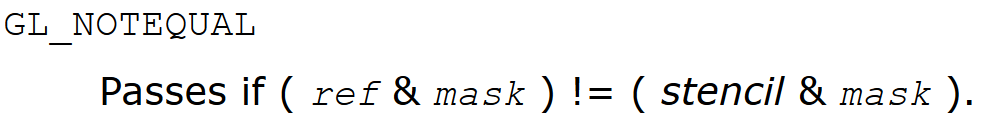 GL_NOTEQUAL
Passes if ( ref & mask ) != ( stencil & mask ).